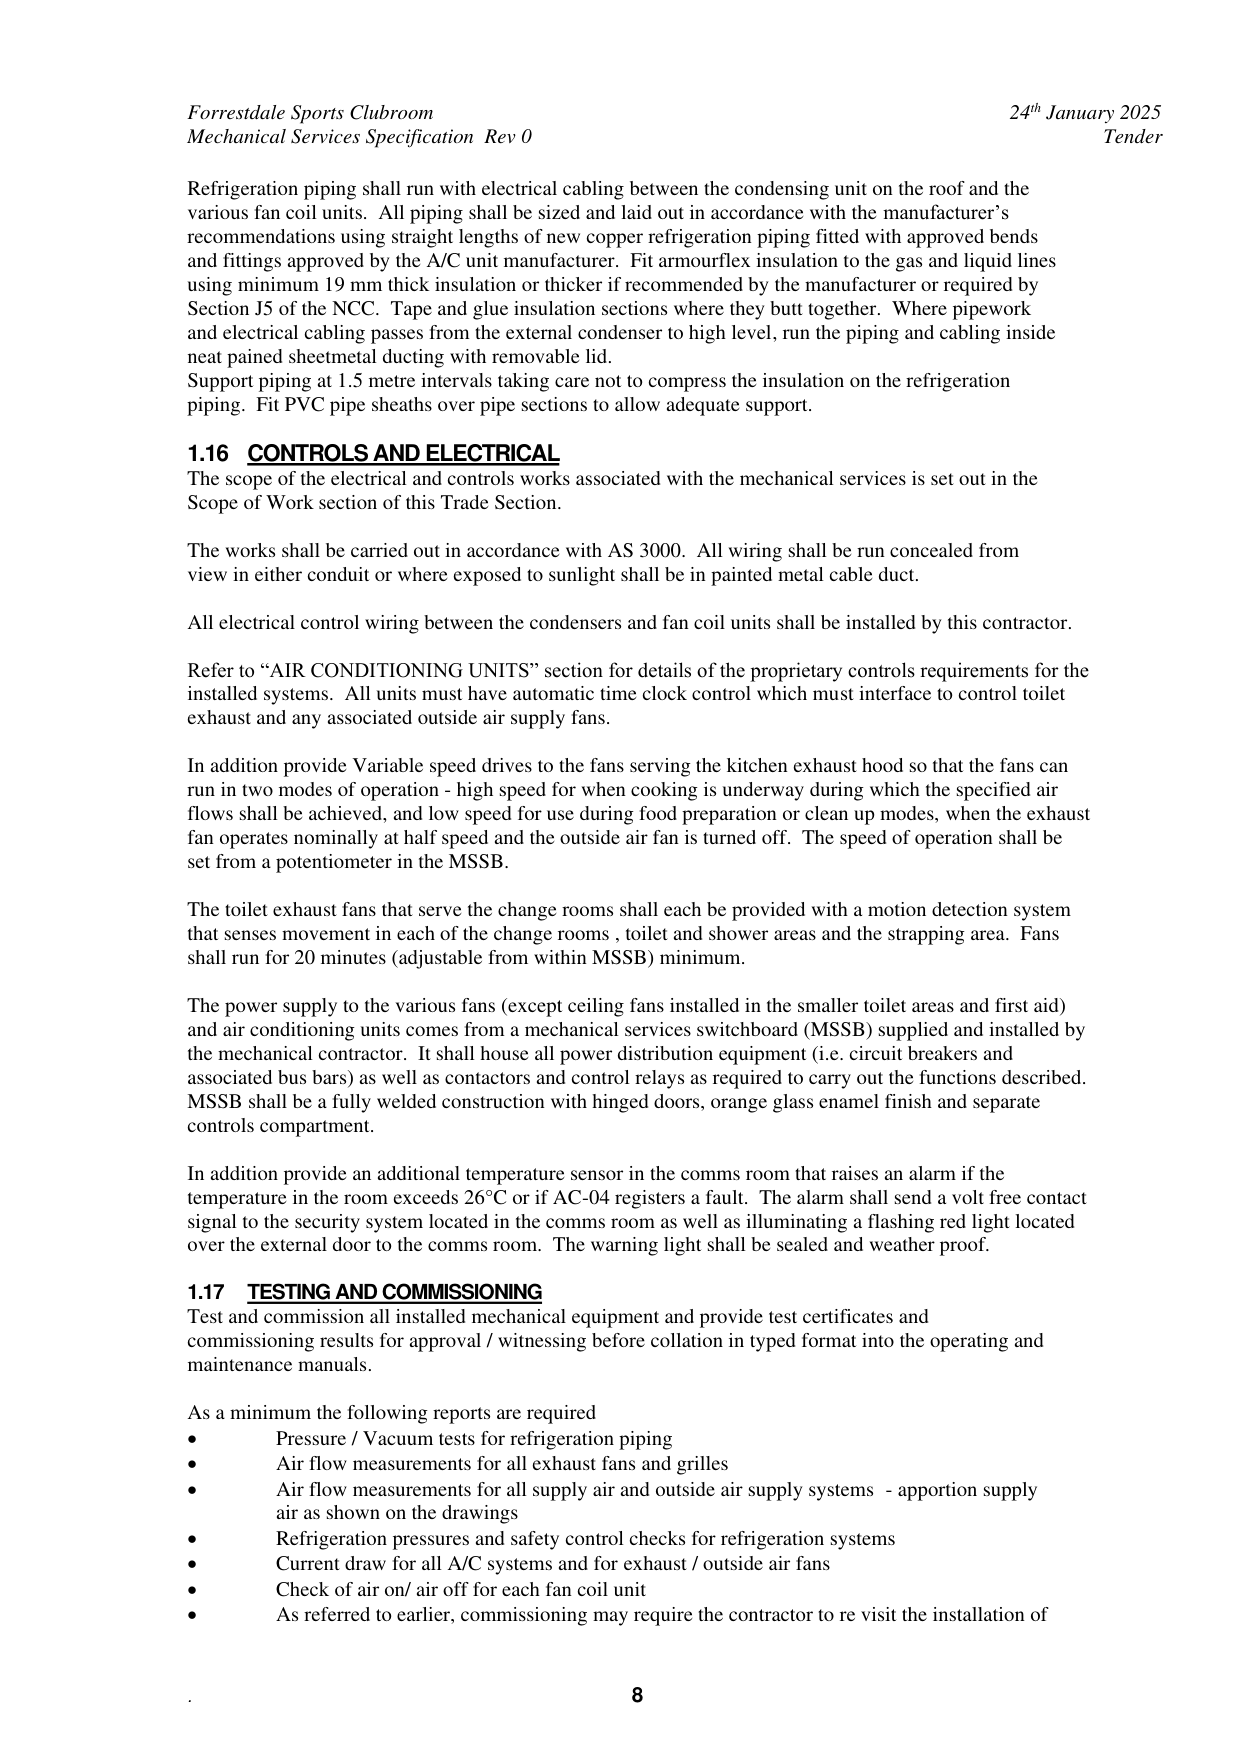 Forrestdale Sports Clubroom 24th January 2025
Mechanical Services Specification Rev 0 Tender
Refrigeration piping shall run with electrical cabling between the condensing unit on the roof and the
various fan coil units. All piping shall be sized and laid out in accordance with the manufacturer's
recommendations using straight lengths of new copper refrigeration piping fitted with approved bends
and fittings approved by the A/C unit manufacturer. Fit armourflex insulation to the gas and liquid lines
using minimum 19 mm thick insulation or thicker if recommended by the manufacturer or required by
Section J5 of the NCC. Tape and glue insulation sections where they butt together. Where pipework
and electrical cabling passes from the external condenser to high level, run the piping and cabling inside
neat pained sheetmetal ducting with removable lid.
Support piping at 1.5 metre intervals taking care not to compress the insulation on the refrigeration
piping. Fit PVC pipe sheaths over pipe sections to allow adequate support.
1.16 CONTROLS AND ELECTRICAL
The scope of the electrical and controls works associated with the mechanical services is set out in the
Scope of Work section of this Trade Section.
The works shall be carried out in accordance with AS 3000. All wiring shall be run concealed from
view in either conduit or where exposed to sunlight shall be in painted metal cable duct.
All electrical control wiring between the condensers and fan coil units shall be installed by this contractor.
Refer to “AIR CONDITIONING UNITS” section for details of the proprietary controls requirements for the
installed systems. All units must have automatic time clock control which must interface to control toilet
exhaust and any associated outside air supply fans.
In addition provide Variable speed drives to the fans serving the kitchen exhaust hood so that the fans can
run in two modes of operation - high speed for when cooking is underway during which the specified air
flows shall be achieved, and low speed for use during food preparation or clean up modes, when the exhaust
fan operates nominally at half speed and the outside air fan is turned off. The speed of operation shall be
set from a potentiometer in the MSSB.
The toilet exhaust fans that serve the change rooms shall each be provided with a motion detection system
that senses movement in each of the change rooms , toilet and shower areas and the strapping area. Fans
shall run for 20 minutes (adjustable from within MSSB) minimum.
The power supply to the various fans (except ceiling fans installed in the smaller toilet areas and first aid)
and air conditioning units comes from a mechanical services switchboard (MSSB) supplied and installed by
the mechanical contractor. It shall house all power distribution equipment (i.e. circuit breakers and
associated bus bars) as well as contactors and control relays as required to carry out the functions described.
MSSB shall be a fully welded construction with hinged doors, orange glass enamel finish and separate
controls compartment.
In addition provide an additional temperature sensor in the comms room that raises an alarm if the
temperature in the room exceeds 26°C or if AC-04 registers a fault. The alarm shall send a volt free contact
signal to the security system located in the comms room as well as illuminating a flashing red light located
over the external door to the comms room. The warning light shall be sealed and weather proof.
1.17 TESTING AND COMMISSIONING
Test and commission all installed mechanical equipment and provide test certificates and
commissioning results for approval / witnessing before collation in typed format into the operating and
maintenance manuals.
As a minimum the following reports are required
• Pressure / Vacuum tests for refrigeration piping
• Air flow measurements for all exhaust fans and grilles
• Air flow measurements for all supply air and outside air supply systems - apportion supply
air as shown on the drawings
• Refrigeration pressures and safety control checks for refrigeration systems
• Current draw for all A/C systems and for exhaust / outside air fans
• Check of air on/ air off for each fan coil unit
• As referred to earlier, commissioning may require the contractor to re visit the installation of
. 8